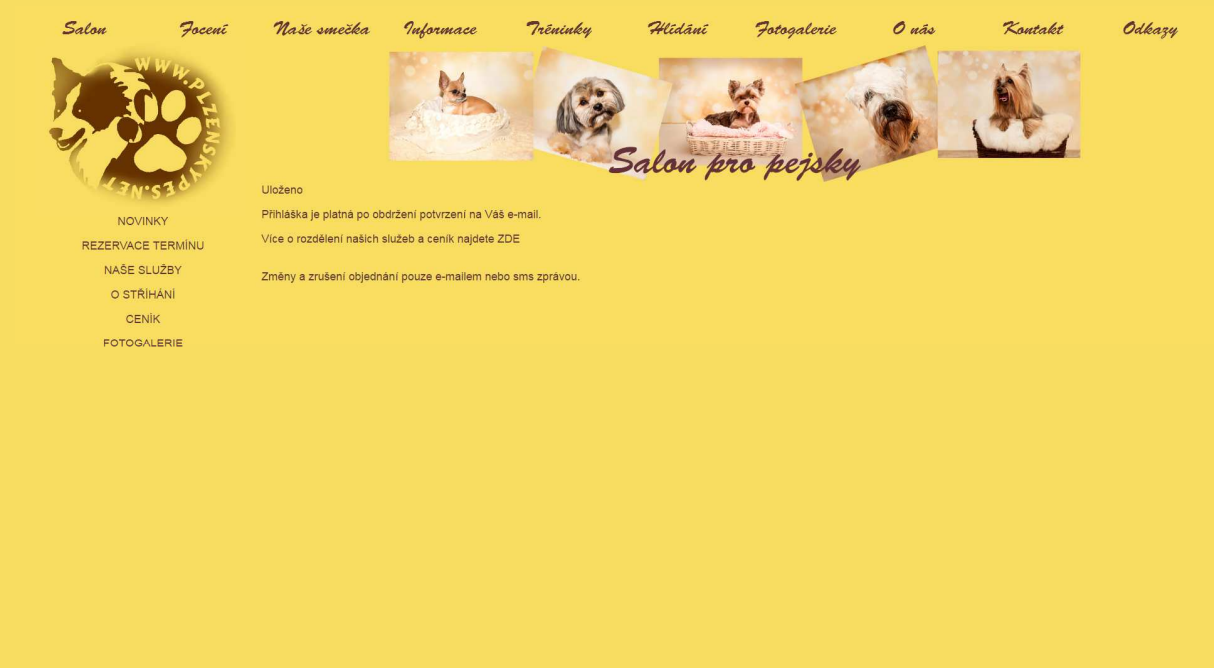 Salon Focení Naše smečka Informace Tréninky Hlídání Fotogalerie O nás Kontakt Odkazy
WWW.PLZENSKYPES.NET
Salon pro pejsky
Uloženo
Přihláška je platná po obdržení potvrzení na Váš e-mail.
Více o rozdělení našich služeb a ceník najdete ZDE
Změny a zrušení objednání pouze e-mailem nebo sms zprávou.
NOVINKY
REZERVACE TERMÍNU
NAŠE SLUŽBY
O STŘÍHÁNÍ
CENÍK
FOTOGALERIE